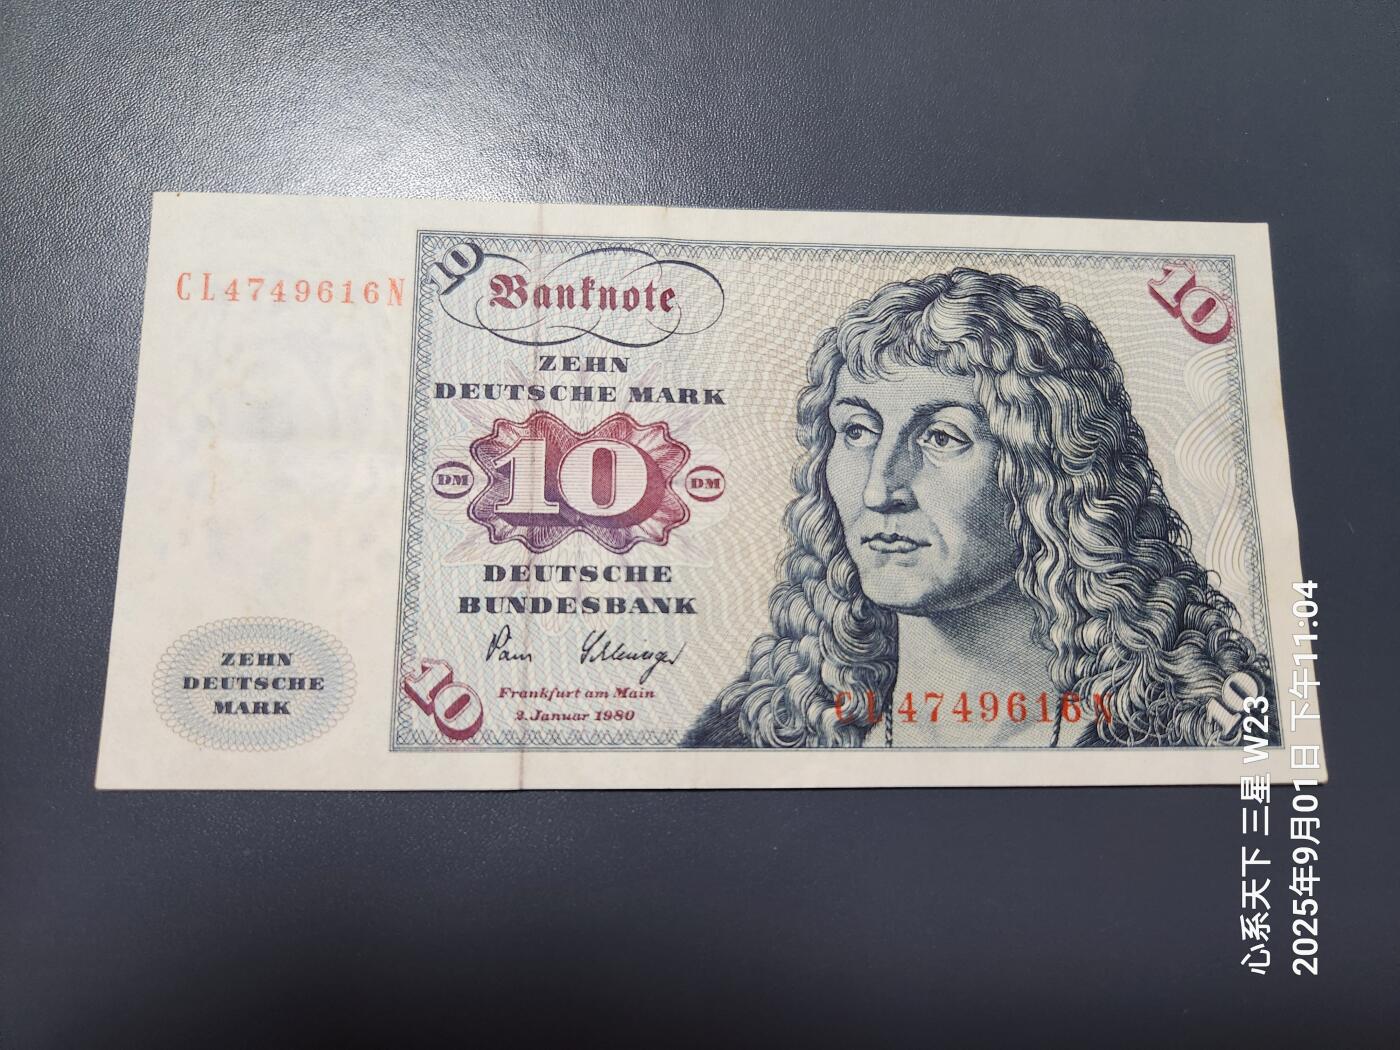 CL4749616N
10
Banknote
10
ZEHN
DEUTSCHE MARK
DM
10
DM
DEUTSCHE
BUNDESBANK
ZEHN
DEUTSCHE
MARK
10
Frankfurt am Main
2. Januar 1980
CL4749616N
10
心系天下 三星 W23
2025年9月01日 下午11:04